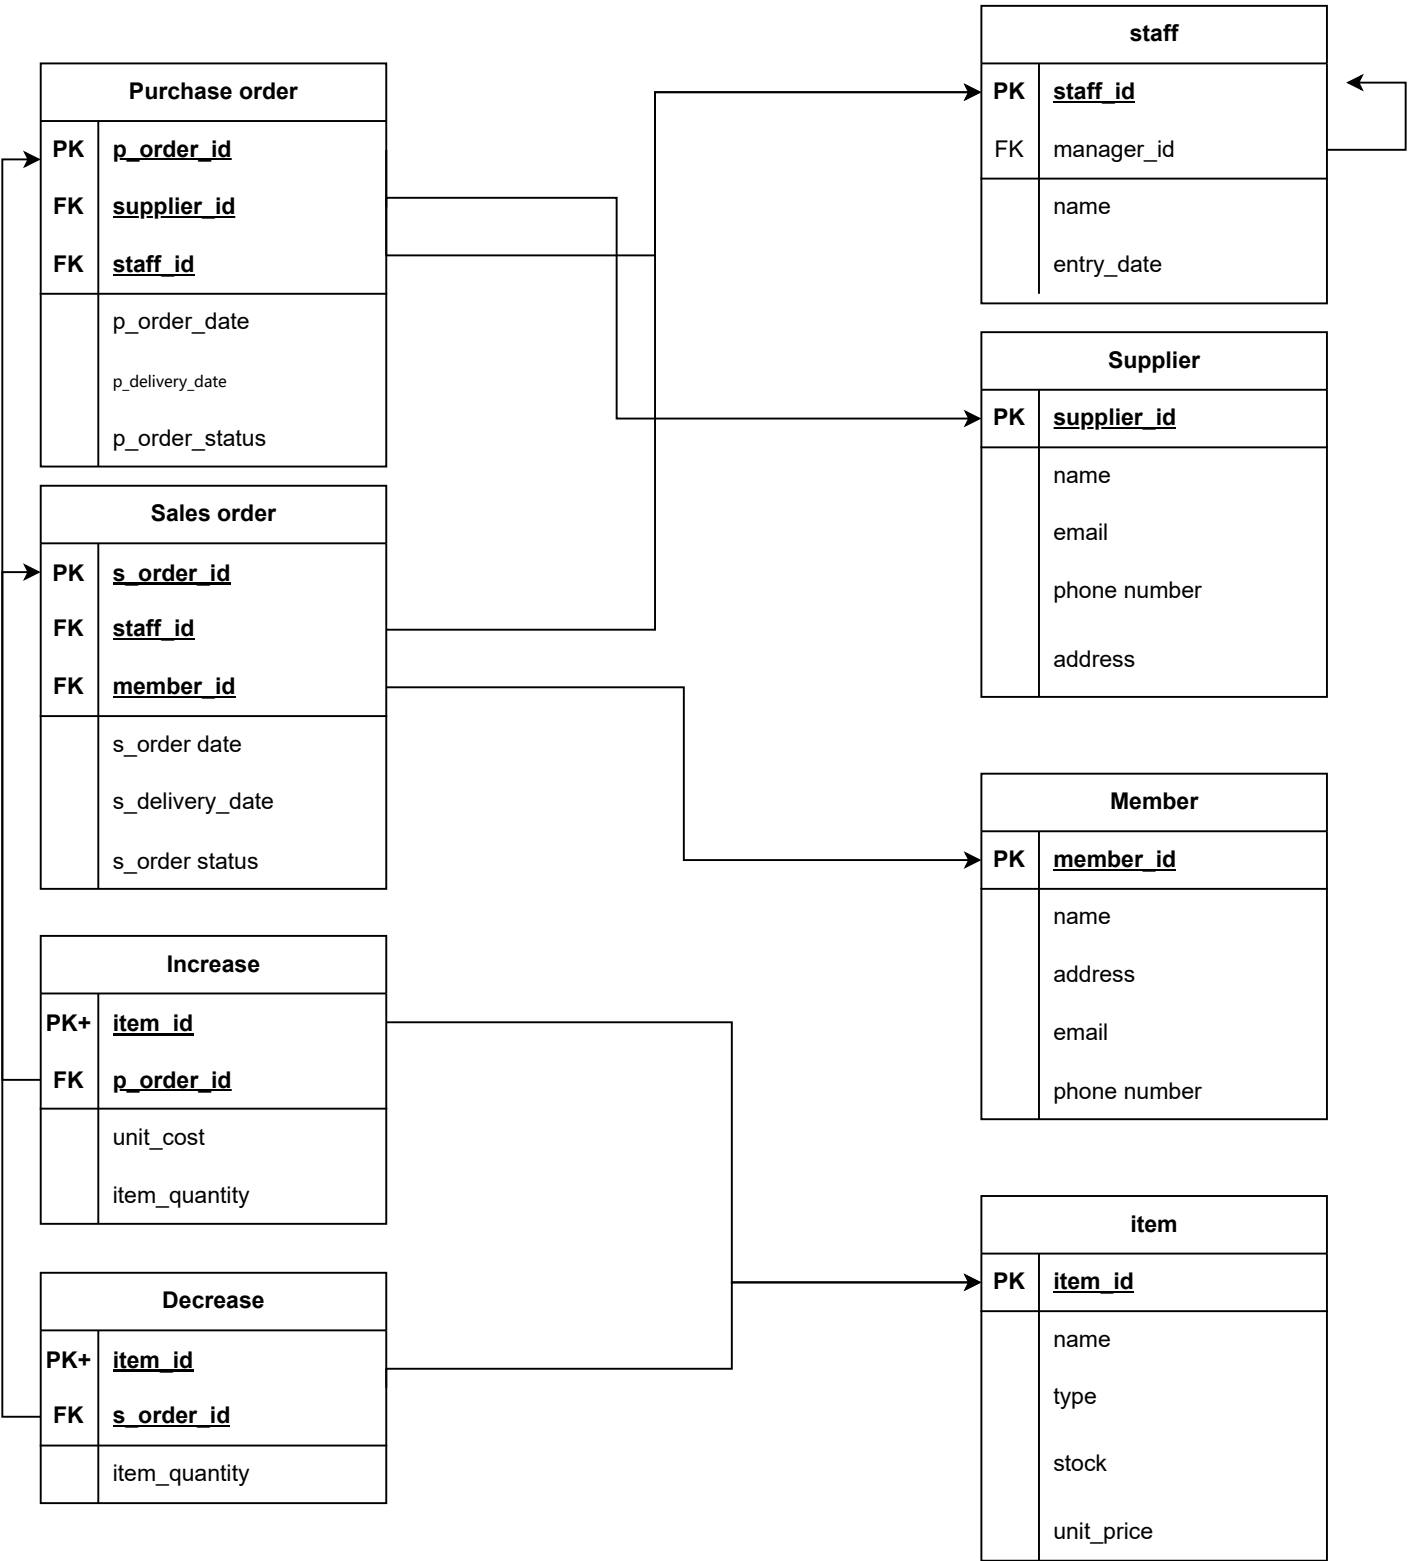 Purchase order
PK p_order_id
FK supplier_id
FK staff_id
p_order_date
p_delivery_date
p_order_status
Sales order
PK s_order_id
FK staff_id
FK member_id
s_order date
s_delivery_date
s_order status
Increase
PK+ item_id
FK p_order_id
unit_cost
item_quantity
Decrease
PK+ item_id
FK s_order_id
item_quantity
staff
PK staff_id
FK manager_id
name
entry_date
Supplier
PK supplier_id
name
email
phone number
address
Member
PK member_id
name
address
email
phone number
item
PK item_id
name
type
stock
unit_price